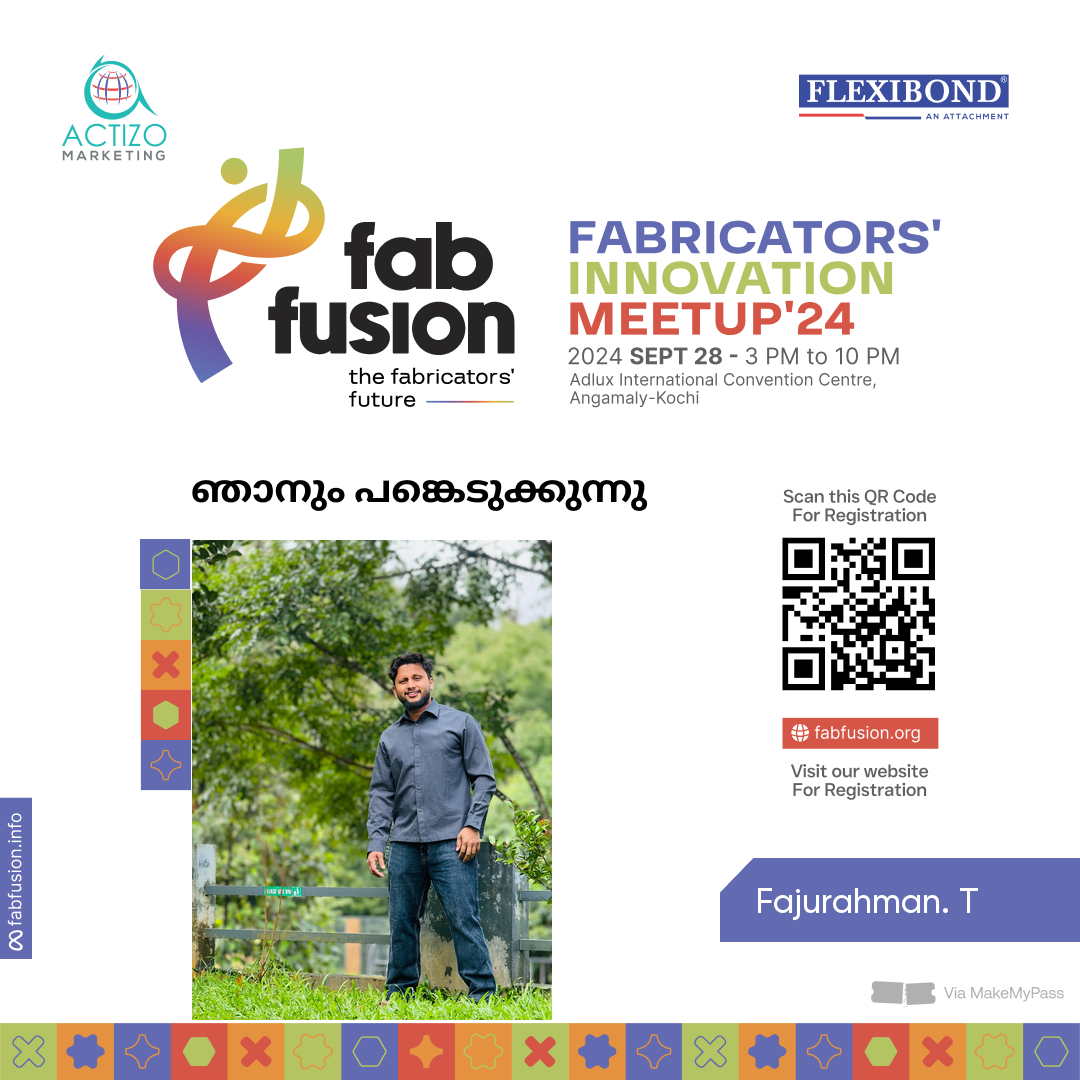 ACTIZO
MARKETING
FLEXIBOND®
AN ATTACHMENT
fab
fusion
the fabricators'
future
FABRICATORS'
INNOVATION
MEETUP'24
2024 SEPT 28 - 3 PM to 10 PM
Adlux International Convention Centre,
Angamaly-Kochi
ഞാനും പങ്കെടുക്കുന്നു
Scan this QR Code
For Registration
fabfusion.org
Visit our website
For Registration
fabfusion.info
Fajurahman. T
Via MakeMyPass